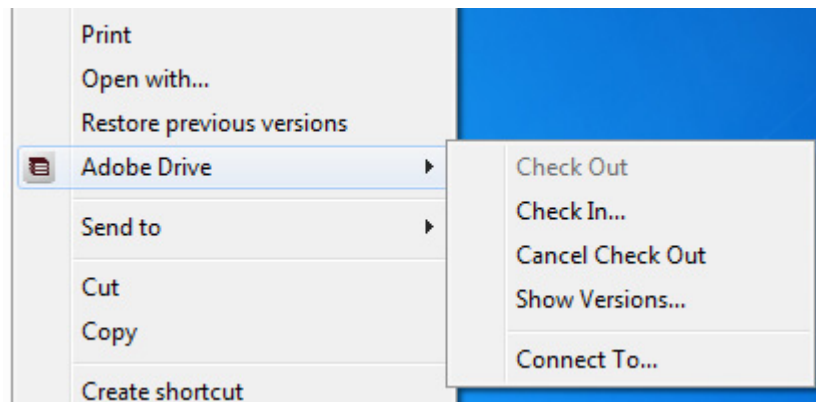 Print
Open with...
Restore previous versions
Adobe Drive
Send to
Cut
Copy
Create shortcut
Check Out
Check In...
Cancel Check Out
Show Versions...
Connect To...